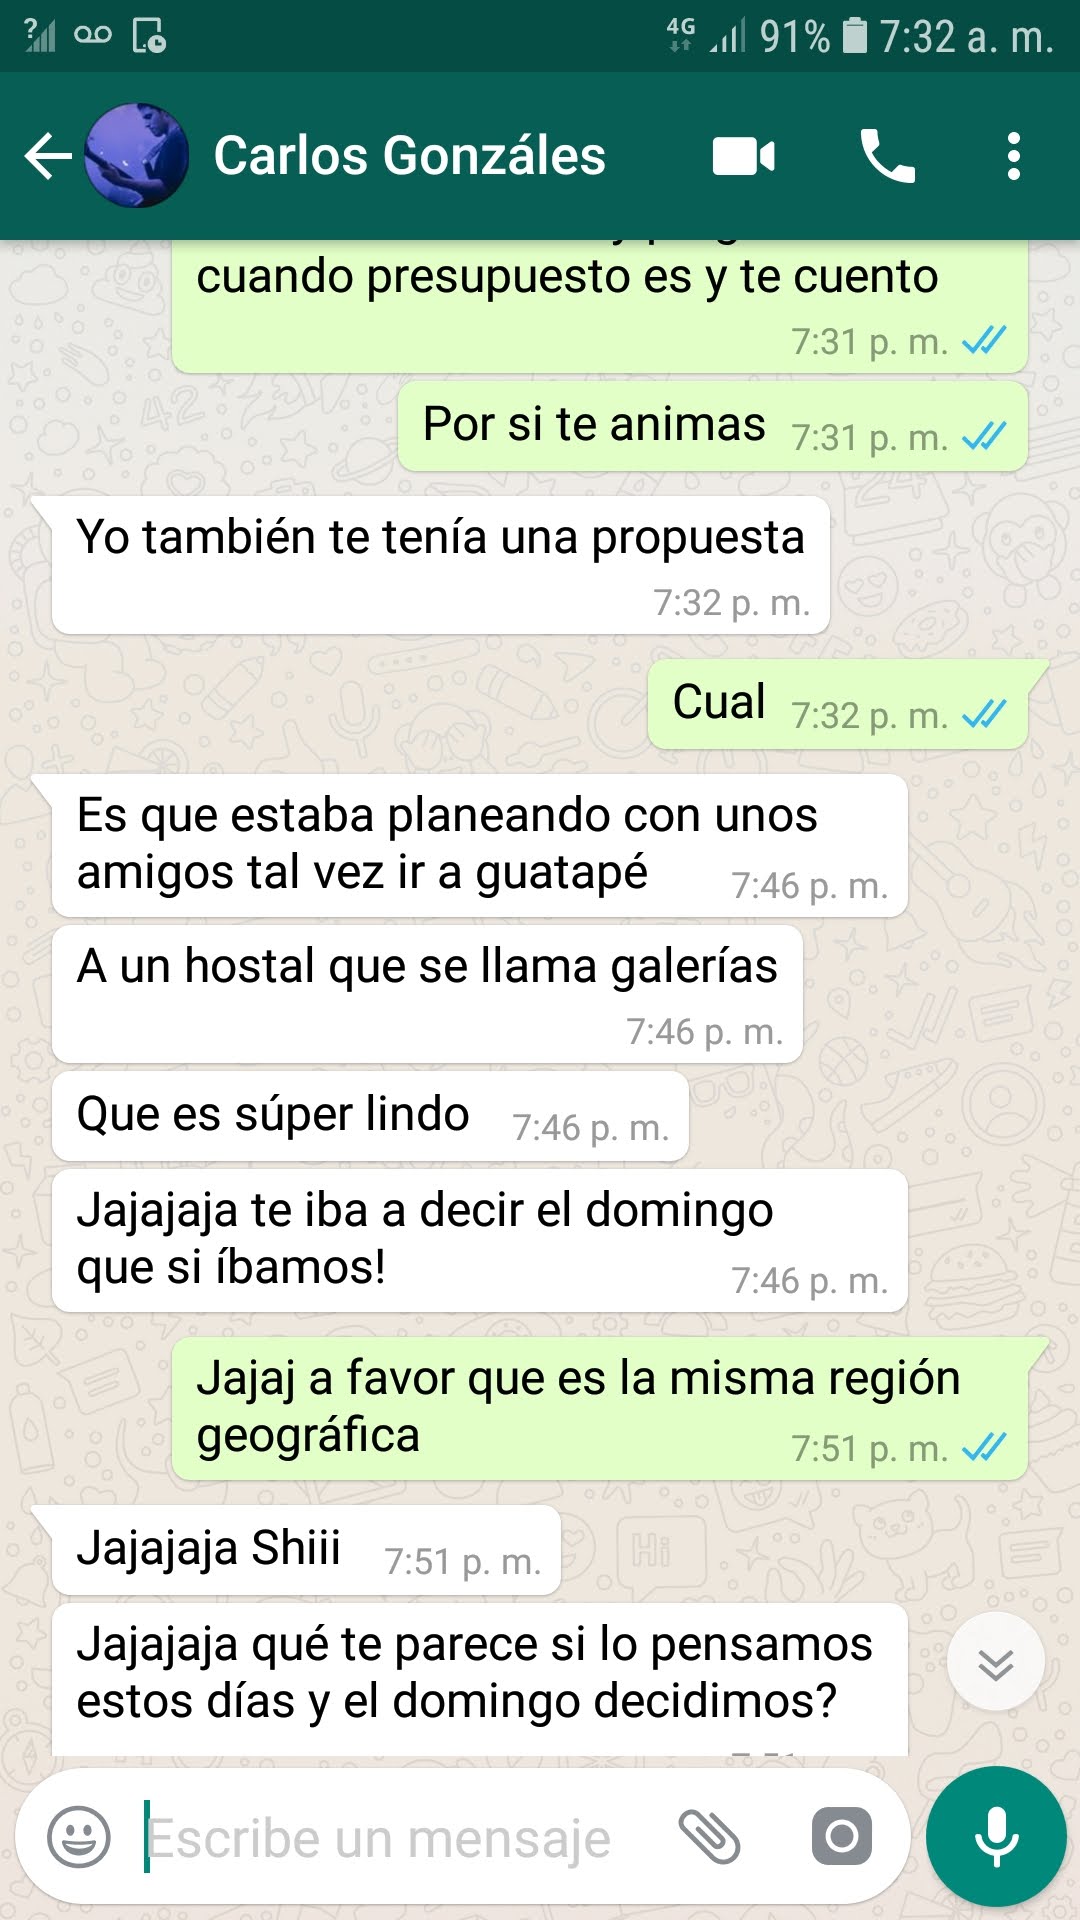 ? 4G 91% 7:32 a. m.
Carlos Gonzáles
cuando presupuesto es y te cuento
7:31 p. m.
Por si te animas 7:31 p. m.
Yo también te tenía una propuesta
7:32 p. m.
Cual 7:32 p. m.
Es que estaba planeando con unos
amigos tal vez ir a guatapé 7:46 p. m.
A un hostal que se llama galerías
7:46 p. m.
Que es súper lindo 7:46 p. m.
Jajajaja te iba a decir el domingo
que si íbamos! 7:46 p. m.
Jajaj a favor que es la misma región
geográfica 7:51 p. m.
Jajajaja Shiii 7:51 p. m.
Jajajaja qué te parece si lo pensamos
estos días y el domingo decidimos?
Escribe un mensaje